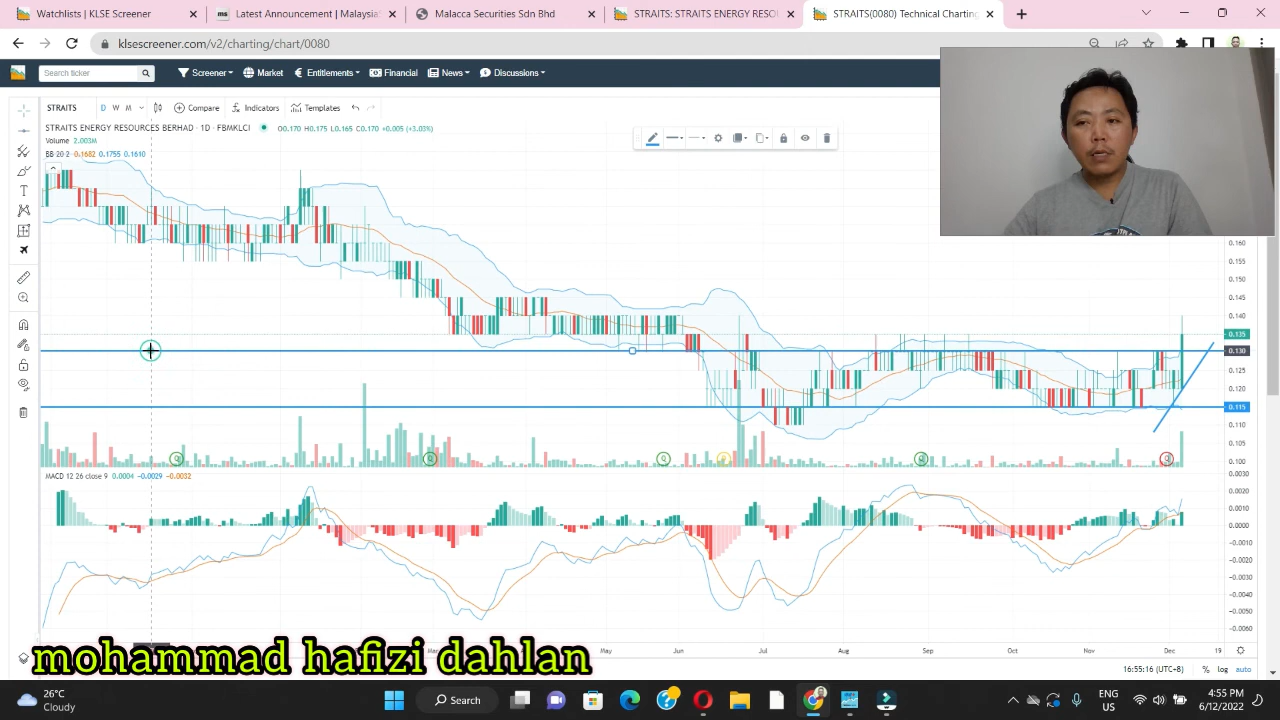 KLSE Screener
Latest Announcement | Malaysia
Malacca Securities Sdn Bhd
STRAITS: STRAITS ENERGY RESOU
STRAITS(0080) Technical Charting
klsescreener.com/v2/charting/chart/0080
Search ticker
Screener
Market
Entitlements
Financial
News
Discussions
STRAITS
D W M
Compare
Indicators
Templates
STRAITS ENERGY RESOURCES BERHAD · 1D · FBMKLCI
O0.170 H0.175 L0.165 C0.170 +0.005 (+3.03%)
Volume 2.003M
BB 20 2 0.1682 0.1755 0.1610
0.160
0.155
0.150
0.145
0.140
0.135
0.130
0.125
0.120
0.115
0.110
0.105
0.100
MACD 12 26 close 9 0.0004 −0.0029 −0.0032
0.0030
0.0020
0.0010
0.0000
-0.0010
-0.0020
-0.0030
-0.0040
-0.0050
-0.0060
May Jun Jul Aug Sep Oct Nov Dec 19
mohammad hafizi dahlan
16:55:16 (UTC-8) % log auto
26°C
Cloudy
Search
ENG
US
4:55 PM
6/12/2022